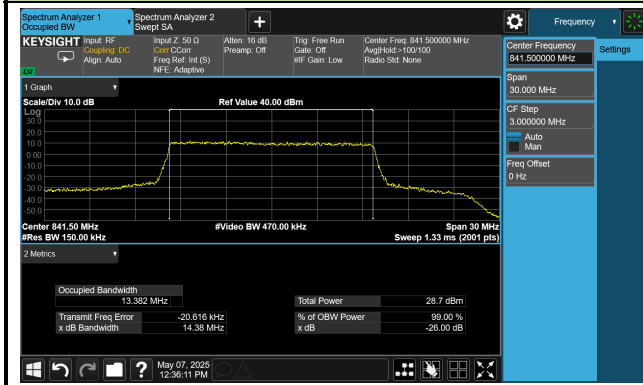 Spectrum Analyzer 1
Occupied BW
Spectrum Analyzer 2
Swept SA
+
Frequency
KEYSIGHT
Input: RF
Coupling: DC
Align: Auto
LXI
Input Z: 50 Ω
Corr CCorr
Freq Ref: Int (S)
NFE: Adaptive
Atten: 16 dB
Preamp: Off
Trig: Free Run
Gate: Off
#IF Gain: Low
Center Freq: 841.500000 MHz
Avg|Hold:>100/100
Radio Std: None
Center Frequency
841.500000 MHz
Settings
Span
30.000 MHz
CF Step
3.000000 MHz
Auto
Man
Freq Offset
0 Hz
1 Graph
Scale/Div 10.0 dB
Ref Value 40.00 dBm
Log
30.0
20.0
10.0
0.00
-10.0
-20.0
-30.0
-40.0
-50.0
Center 841.50 MHz
#Video BW 470.00 kHz
Span 30 MHz
#Res BW 150.00 kHz
Sweep 1.33 ms (2001 pts)
2 Metrics
Occupied Bandwidth
13.382 MHz
Total Power
28.7 dBm
Transmit Freq Error
-20.616 kHz
% of OBW Power
99.00 %
x dB Bandwidth
14.38 MHz
x dB
-26.00 dB
?
May 07, 2025
12:36:11 PM